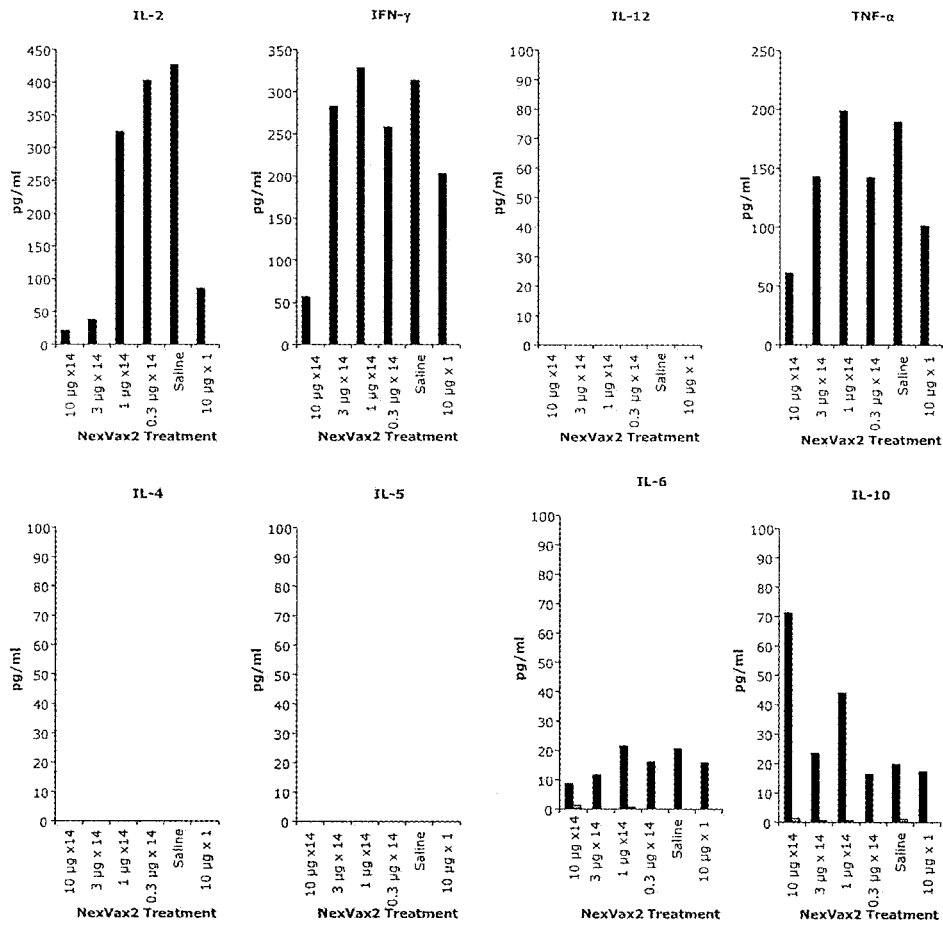 IL-2
450
400
350
300
250
200
150
100
50
0
pg/ml
10 µg x14
3 µg x 14
1 µg x14
0.3 µg x 14
Saline
10 µg x 1
NexVax2 Treatment
IFN-γ
350
300
250
200
150
100
50
0
pg/ml
10 µg x14
3 µg x 14
1 µg x14
0.3 µg x 14
Saline
10 µg x 1
NexVax2 Treatment
IL-12
100
90
80
70
60
50
40
30
20
10
0
pg/ml
10 µg x14
3 µg x 14
1 µg x14
0.3 µg x 14
Saline
10 µg x 1
NexVax2 Treatment
TNF-α
250
200
150
100
50
0
pg/ml
10 µg x14
3 µg x 14
1 µg x14
0.3 µg x 14
Saline
10 µg x 1
NexVax2 Treatment
IL-4
100
90
80
70
60
50
40
30
20
10
0
pg/ml
10 µg x14
3 µg x 14
1 µg x14
0.3 µg x 14
Saline
10 µg x 1
NexVax2 Treatment
IL-5
100
90
80
70
60
50
40
30
20
10
0
pg/ml
10 µg x14
3 µg x 14
1 µg x14
0.3 µg x 14
Saline
10 µg x 1
NexVax2 Treatment
IL-6
100
90
80
70
60
50
40
30
20
10
0
pg/ml
10 µg x14
3 µg x 14
1 µg x14
0.3 µg x 14
Saline
10 µg x 1
NexVax2 Treatment
IL-10
100
90
80
70
60
50
40
30
20
10
0
pg/ml
10 µg x14
3 µg x 14
1 µg x14
0.3 µg x 14
Saline
10 µg x 1
NexVax2 Treatment